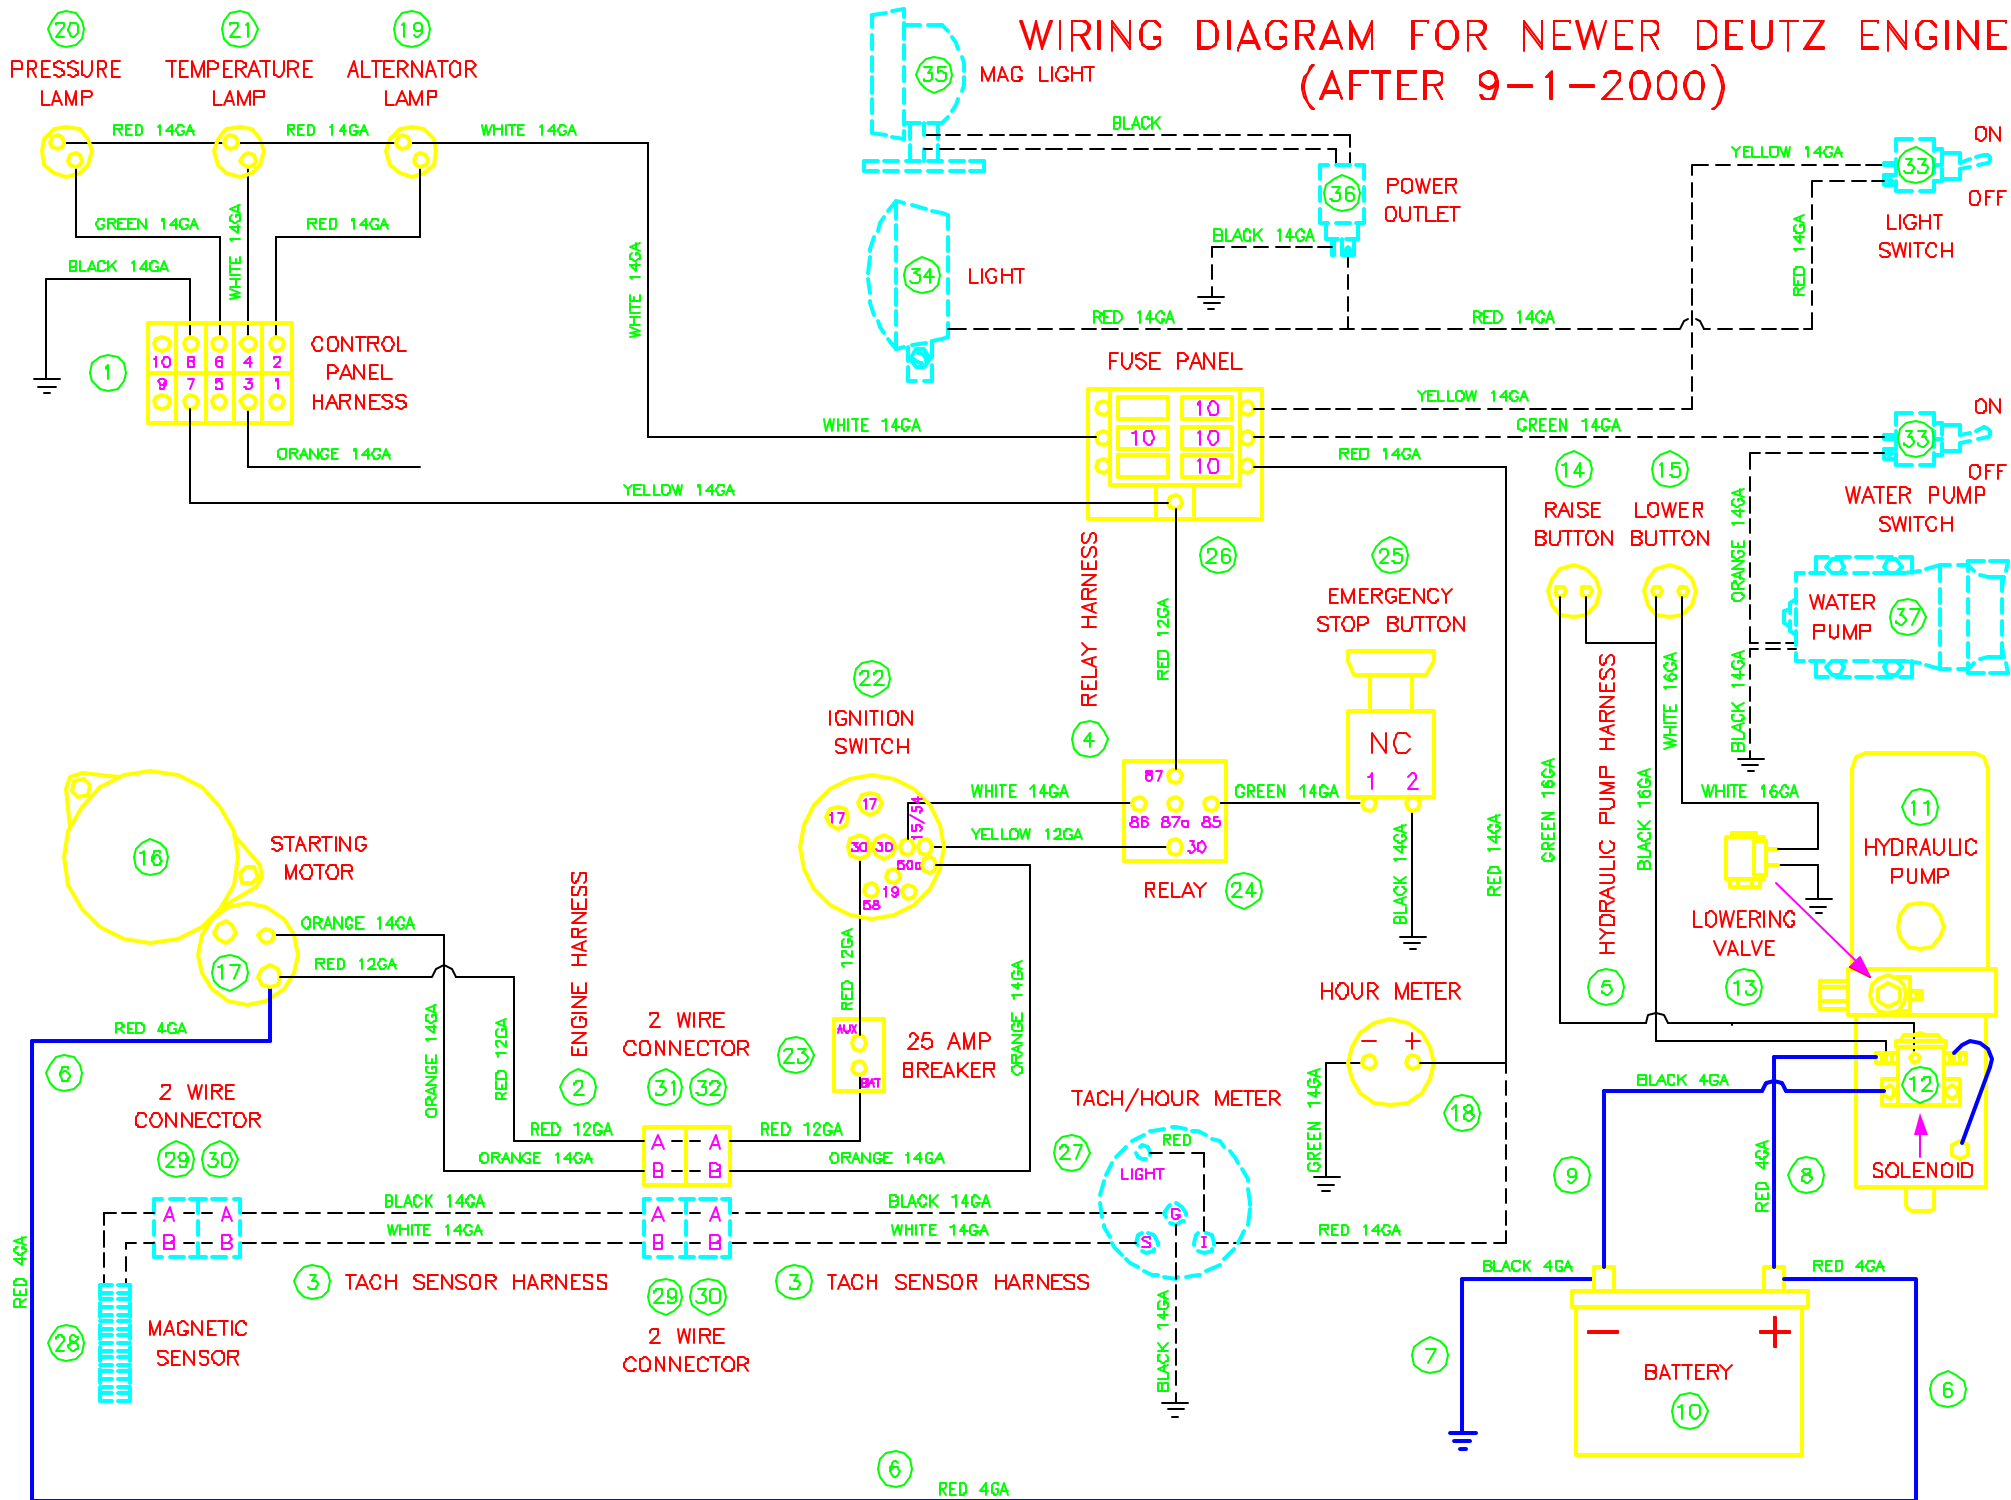 WIRING DIAGRAM FOR NEWER DEUTZ ENGINE
(AFTER 9-1-2000)
20
21
19
PRESSURE
LAMP
TEMPERATURE
LAMP
ALTERNATOR
LAMP
RED 14GA
RED 14GA
WHITE 14GA
GREEN 14GA
WHITE 14GA
RED 14GA
BLACK 14GA
WHITE 14GA
1
10 8 6 4 2
9 7 5 3 1
CONTROL
PANEL
HARNESS
ORANGE 14GA
YELLOW 14GA
WHITE 14GA
35
MAG LIGHT
BLACK
36
POWER
OUTLET
BLACK 14GA
34
LIGHT
RED 14GA
RED 14GA
YELLOW 14GA
RED 14GA
33
ON
OFF
LIGHT
SWITCH
FUSE PANEL
10
10 10
10
YELLOW 14GA
GREEN 14GA
RED 14GA
33
ON
OFF
WATER PUMP
SWITCH
14
RAISE
BUTTON
15
LOWER
BUTTON
ORANGE 14GA
BLACK 14GA
WATER
PUMP
37
26
RELAY HARNESS
4
RED 12GA
25
EMERGENCY
STOP BUTTON
NC
1 2
GREEN 14GA
BLACK 14GA
22
IGNITION
SWITCH
17
17
15/54
30
30
50a
19
58
WHITE 14GA
YELLOW 12GA
87
86 87a 85
30
RELAY
24
RED 14GA
GREEN 16GA
HYDRAULIC PUMP HARNESS
5
BLACK 16GA
WHITE 16GA
WHITE 16GA
LOWERING
VALVE
13
11
HYDRAULIC
PUMP
12
SOLENOID
16
STARTING
MOTOR
17
ORANGE 14GA
RED 12GA
RED 4GA
6
ORANGE 14GA
RED 12GA
ENGINE HARNESS
2
2 WIRE
CONNECTOR
31
32
RED 12GA
ORANGE 14GA
23
AUX
BAT
25 AMP
BREAKER
RED 12GA
ORANGE 14GA
A A
B B
RED 12GA
ORANGE 14GA
HOUR METER
- +
18
GREEN 14GA
2 WIRE
CONNECTOR
29
30
A A
B B
BLACK 14GA
WHITE 14GA
A A
B B
BLACK 14GA
WHITE 14GA
TACH/HOUR METER
27
RED
LIGHT
G
S
I
RED 14GA
BLACK 14GA
3
TACH SENSOR HARNESS
3
TACH SENSOR HARNESS
29
30
2 WIRE
CONNECTOR
28
MAGNETIC
SENSOR
RED 4GA
BLACK 4GA
RED 4GA
9
8
BLACK 4GA
RED 4GA
7
- +
BATTERY
10
6
6
RED 4GA